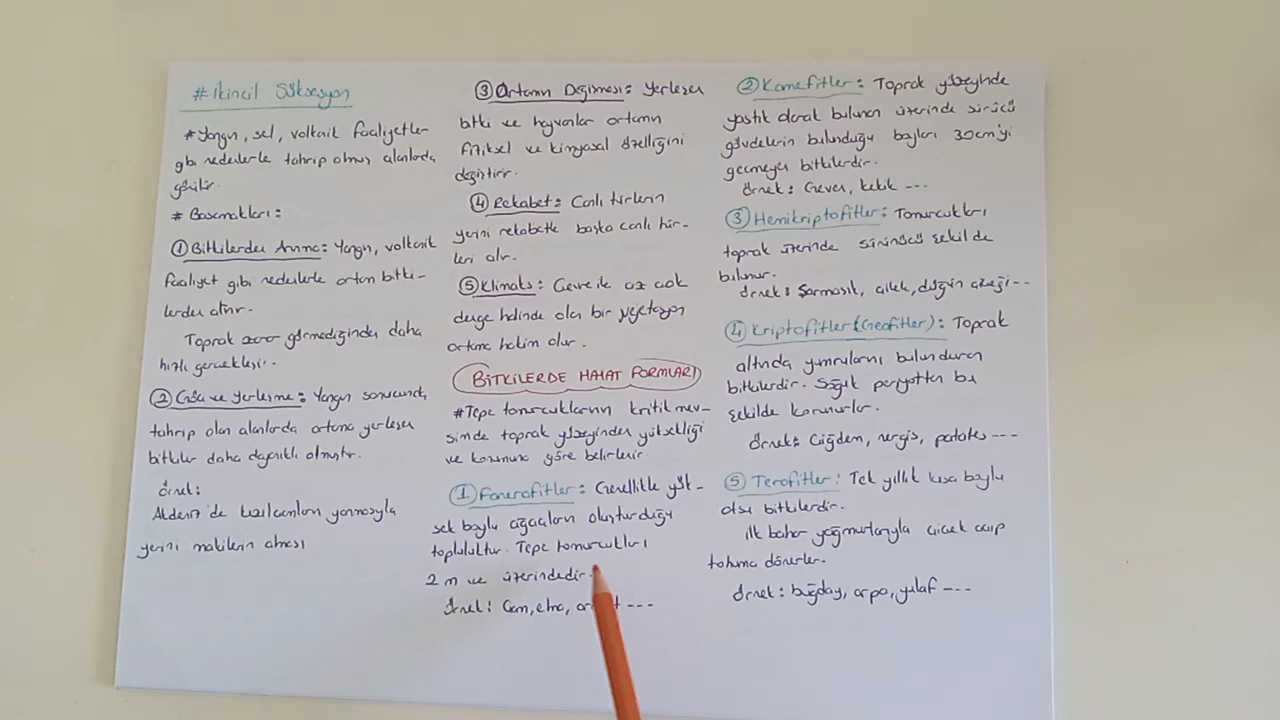 # İkincil Süksesyon
# Yangın, sel, volkanik faaliyetler
gibi nedenlerle tahrip olmuş alanlarda
görülür.
# Basamakları:
① Bitkilerden Arınma: Yangın, volkanik
faaliyet gibi nedenlerle ortam bitki-
lerden arınır.
Toprak zarar görmediğinden daha
hızlı gerçekleşir.
② Göç ve yerleşme: Yangın sonucunda
tahrip olan alanlarda ortama yerleşen
bitkiler daha dayanıklı olmuştur.
Örnek:
Akdeniz'de kızılçamların yanmasıyla
yerini makilerin alması
③ Ortamın Değişmesi: Yerleşen
bitki ve hayvanlar ortamın
fiziksel ve kimyasal özelliğini
değiştirir.
④ Rekabet: Canlı türlerin
yerini rekabetle başka canlı tür-
leri alır.
⑤ Klimaks: Çevre ile az çok
denge halinde olan bir vejetasyon
ortama hakim olur.
BİTKİLERDE HAYAT FORMLARI
# Tepe tomurcuklarının kritik mev-
simde toprak yüzeyinden yüksekliği
ve korunma göre belirlenir.
① Fanerofitler: Genellikle yük-
sek boylu ağaçların oluşturduğu
topluluktur. Tepe tomurcukları
2 m ve üzerindedir.
Örnek: Çam, elma, ---
② Kamefitler: Toprak yüzeyinde
yastık olarak bulunan üzerinde sürücü
gövdelerin bulunduğu boyları 30cm'yi
geçmeyen bitkilerdir.
Örnek: Geven, kekik ---
③ Hemikriptofitler: Tomurcukları
toprak üzerinde sürünücü şekilde
bulunur.
Örnek: Sarmaşık, çilek, düğün çiçeği --
④ Kriptofitler (Geofitler): Toprak
altında yumrularını bulunduran
bitkilerdir. Soğuk periyottan bu
şekilde korunurlar.
Örnek: Çiğdem, nergis, patates ---
⑤ Terofitler: Tek yıllık kısa boylu
otsu bitkilerdir.
İlk bahar yağmurlarıyla çiçek açıp
tohuma dönerler.
Örnek: buğday, arpa, yulaf ---